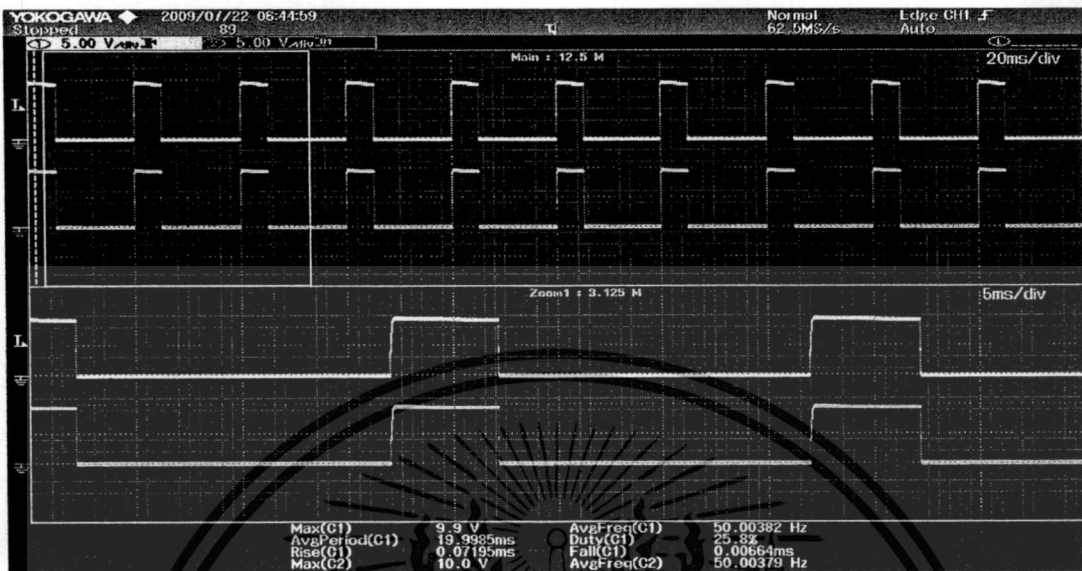 YOKOGAWA ◆ 2009/07/22 06:44:59 Normal Edge CH1
Stopped 89 62.5MS/s Auto
1 5.00 V/div 5.00 V/div
Main : 12.5 M 20ms/div
Zoom1 : 3.125 M 5ms/div
Max(C1) 9.9 V AvgFreq(C1) 50.00382 Hz
AvgPeriod(C1) 19.9985ms Duty(C1) 25.8%
Rise(C1) 0.07195ms Fall(C1) 0.00664ms
Max(C2) 10.0 V AvgFreq(C2) 50.00379 Hz